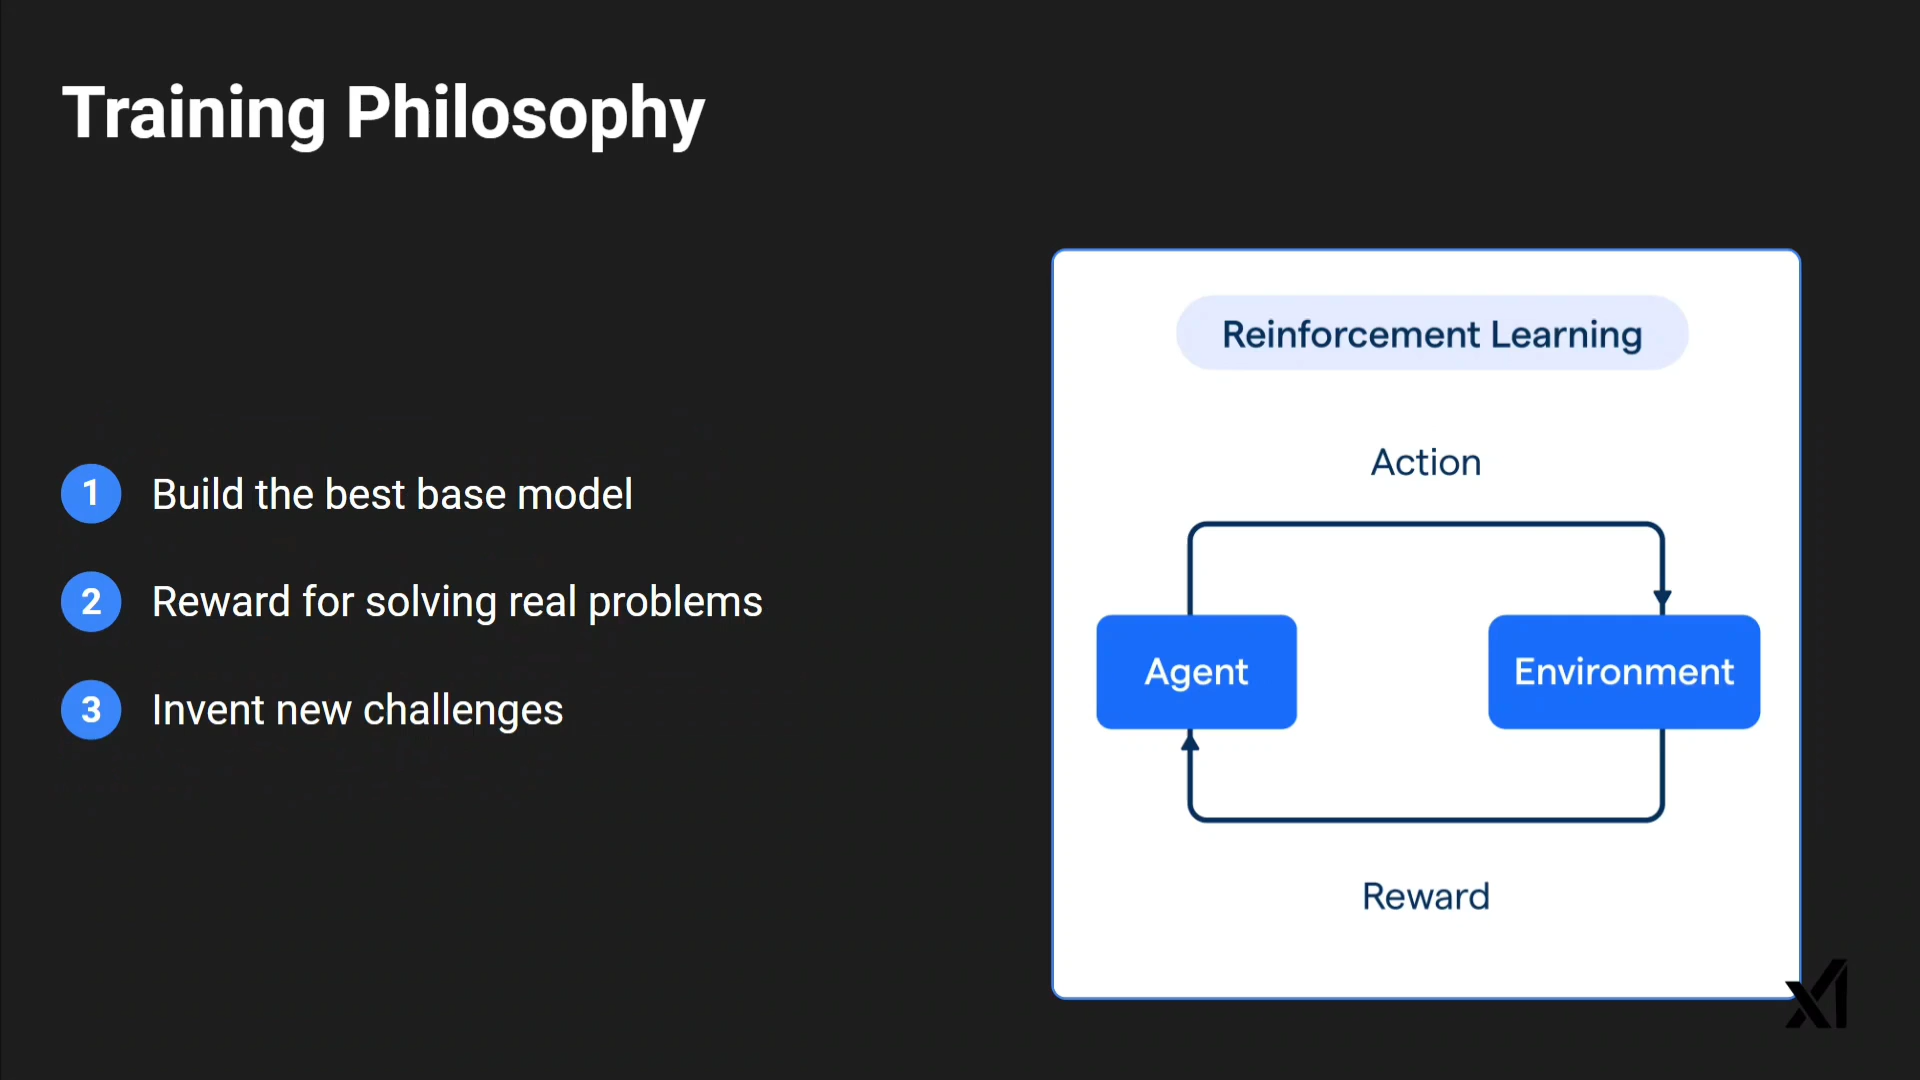 Training Philosophy
1 Build the best base model
2 Reward for solving real problems
3 Invent new challenges
Reinforcement Learning
Action
Agent
Environment
Reward
xAI